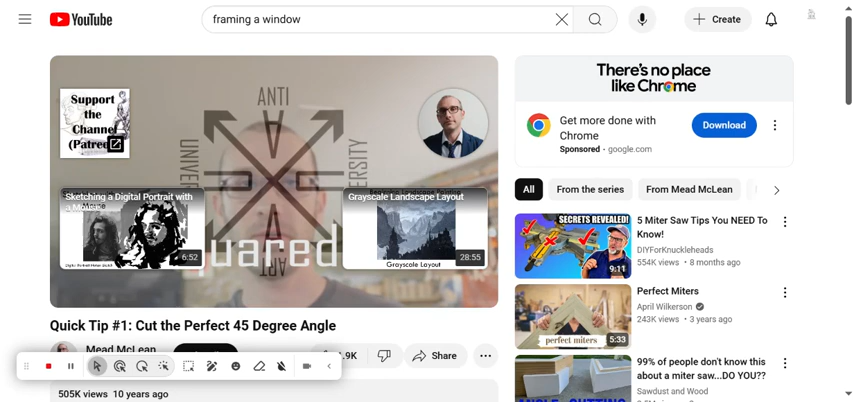 YouTube
framing a window
Create
Support
the
Channel
ANTI
UNIVERSITY
ART
Squared
Sketching a Digital Portrait with
a Mouse
6:52
Grayscale Landscape Layout
Grayscale Layout
28:55
Quick Tip #1: Cut the Perfect 45 Degree Angle
Mead McLean
Share
505K views 10 years ago
There's no place
like Chrome
Get more done with
Chrome
Sponsored • google.com
Download
All
From the series
From Mead McLean
SECRETS REVEALED!
9:11
5 Miter Saw Tips You NEED To
Know!
DIYForKnuckleheads
554K views • 8 months ago
perfect miters
5:33
Perfect Miters
April Wilkerson
243K views • 3 years ago
99% of people don't know this
about a miter saw...DO YOU??
Sawdust and Wood